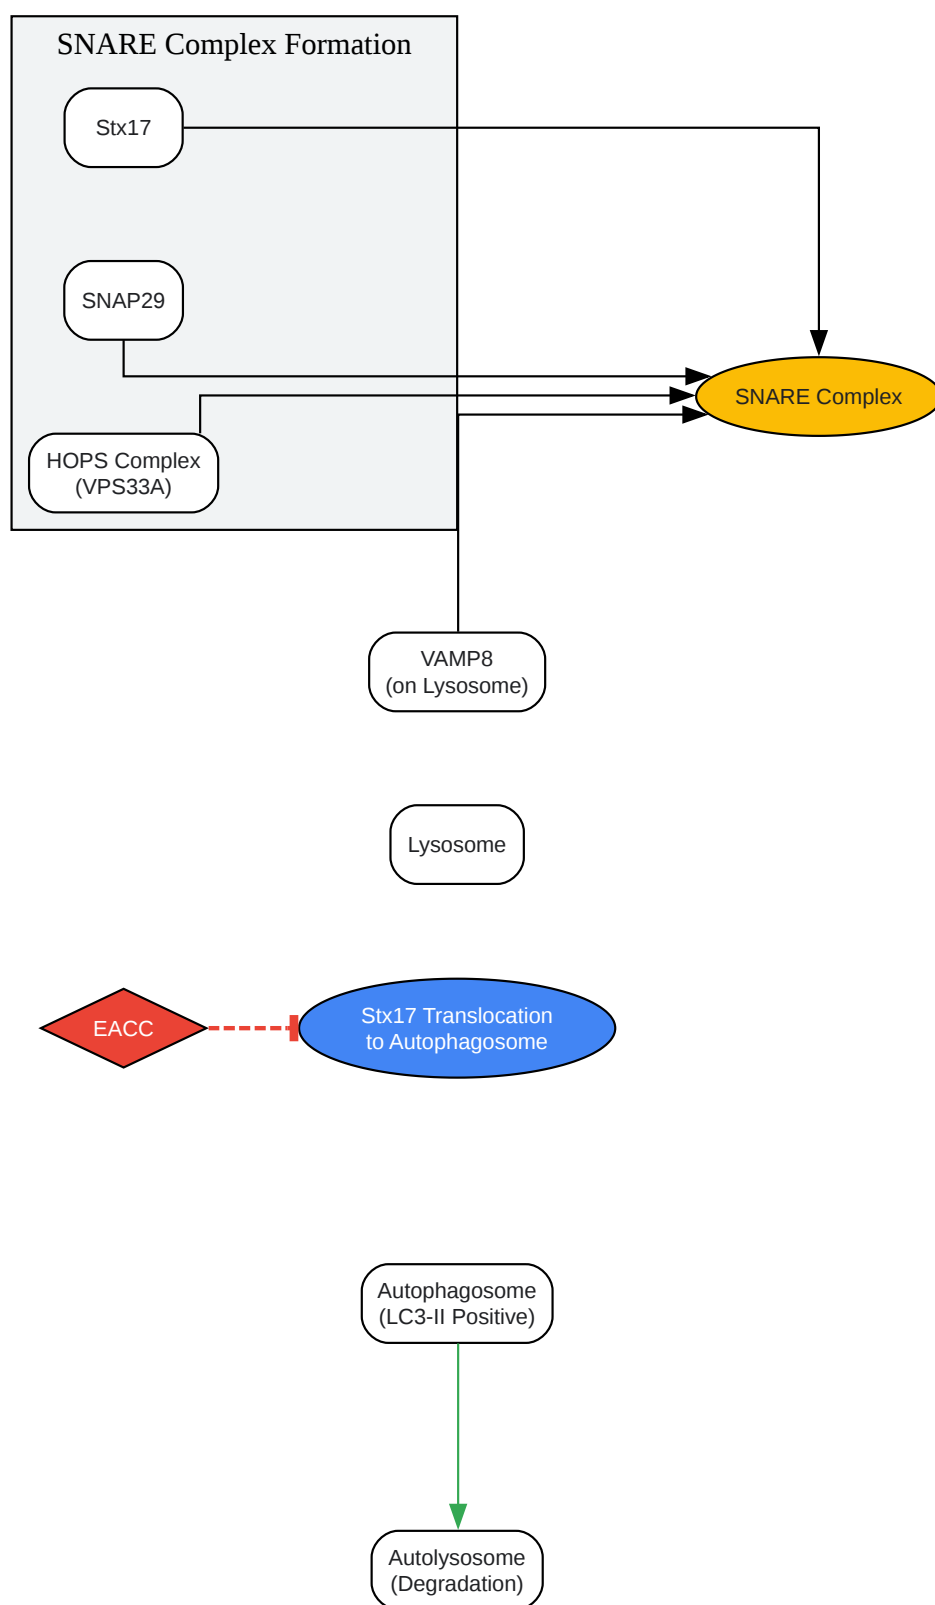 SNARE Complex Formation
Stx17
SNAP29
SNARE Complex
HOPS Complex
(VPS33A)
VAMP8
(on Lysosome)
Lysosome
EACC
Stx17 Translocation
to Autophagosome
Autophagosome
(LC3-II Positive)
Autolysosome
(Degradation)